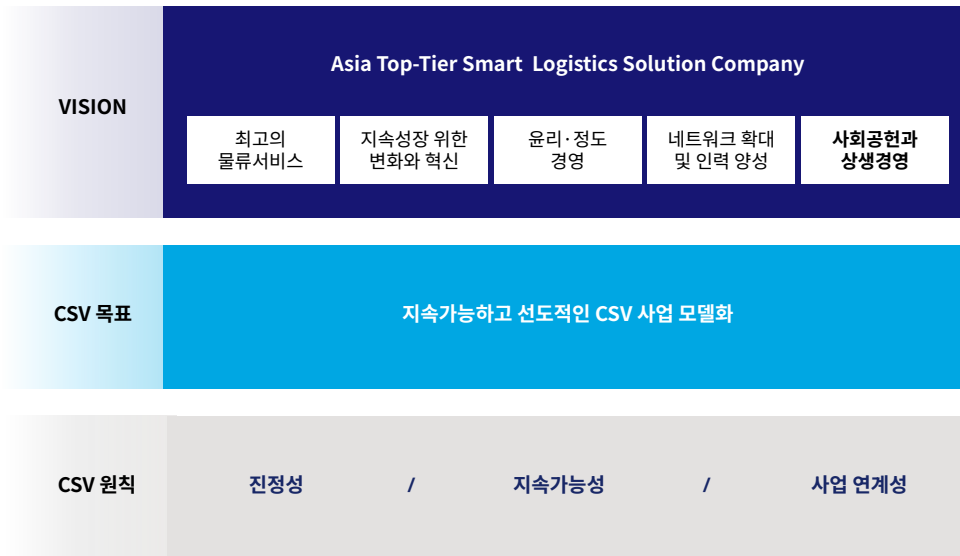 VISION
Asia Top-Tier Smart Logistics Solution Company
최고의
물류서비스
지속성장 위한
변화와 혁신
윤리·정도
경영
네트워크 확대
및 인력 양성
사회공헌과
상생경영
CSV 목표
지속가능하고 선도적인 CSV 사업 모델화
CSV 원칙
진정성 / 지속가능성 / 사업 연계성